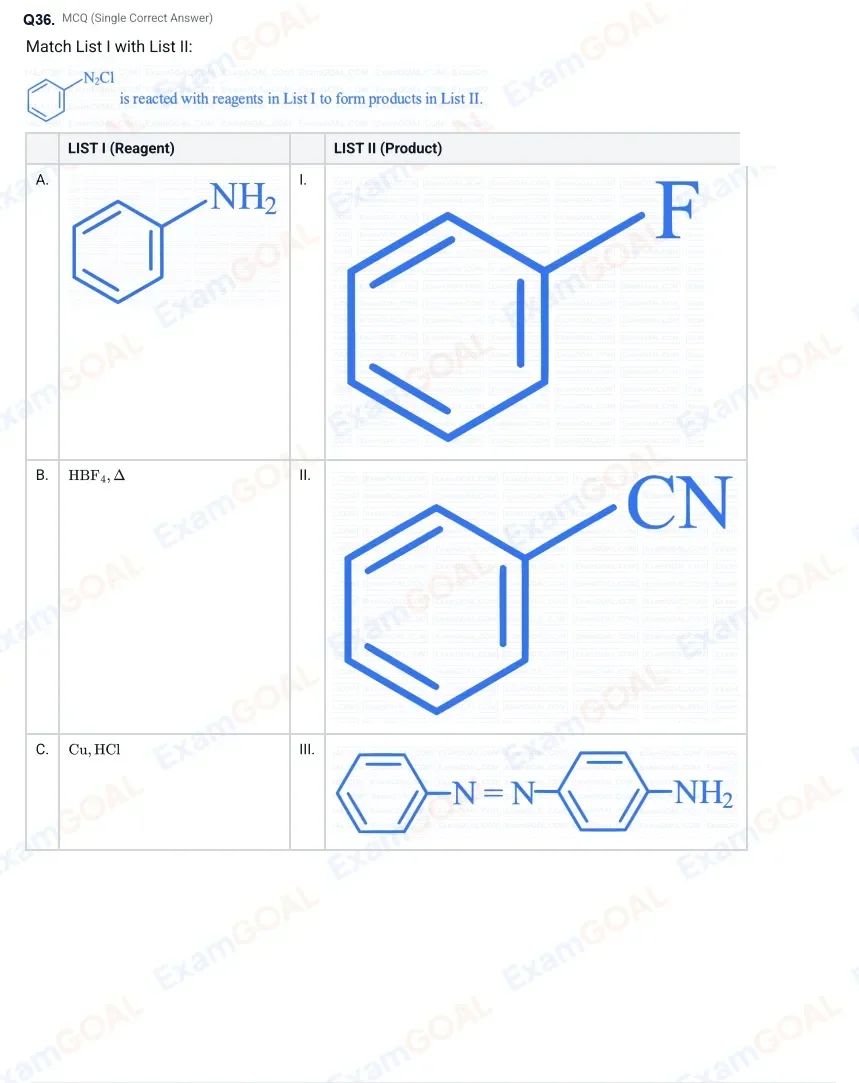 Q36. MCQ (Single Correct Answer)
Match List I with List II:
N₂Cl
is reacted with reagents in List I to form products in List II.
LIST I (Reagent) LIST II (Product)
A. NH₂ I. F
B. HBF₄, Δ II. CN
C. Cu, HCl III. N=N NH₂
ExamGOAL